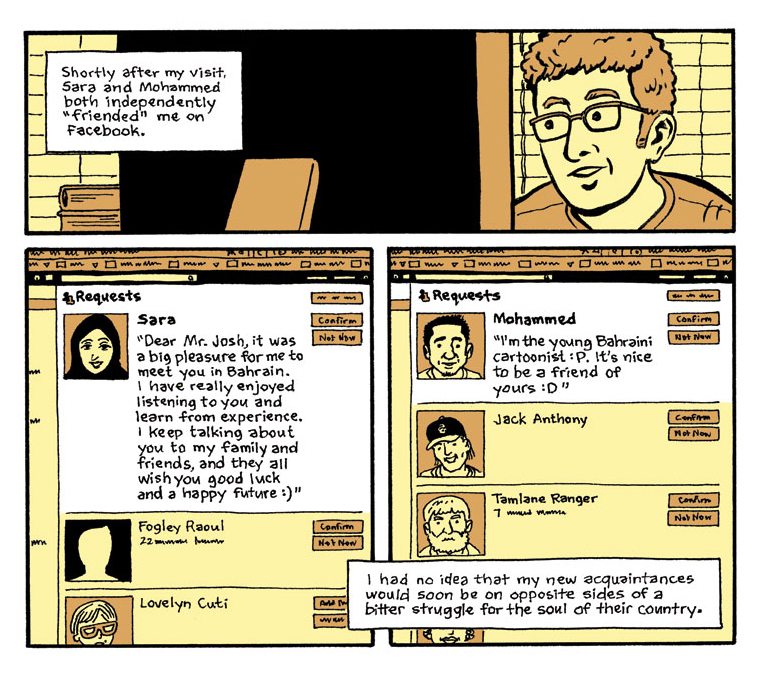 Shortly after my visit,
Sara and Mohammed
both independently
"friended" me on
Facebook.
Requests
Sara
Confirm
Not Now
"Dear Mr. Josh, it was
a big pleasure for me to
meet you in Bahrain.
I have really enjoyed
listening to you and
learn from experience.
I keep talking about
you to my family and
friends, and they all
wish you good luck
and a happy future :)"
Fogley Raoul
22
Confirm
Not Now
Lovelyn Cuti
Requests
Mohammed
Confirm
Not Now
"I'm the young Bahraini
cartoonist :P. It's nice
to be a friend of
yours :D"
Jack Anthony
Confirm
Not Now
Tamlane Ranger
7
Confirm
Not Now
I had no idea that my new acquaintances
would soon be on opposite sides of a
bitter struggle for the soul of their country.